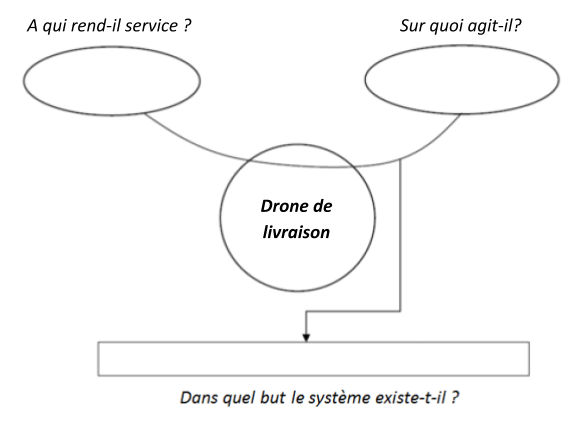 A qui rend-il service ?
Sur quoi agit-il?
Drone de
livraison
Dans quel but le système existe-t-il ?